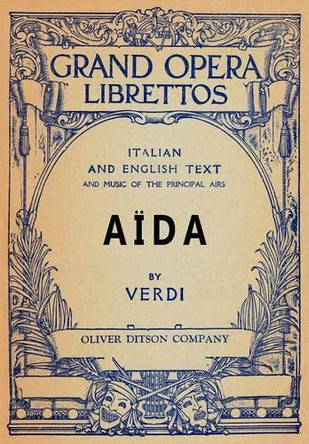 GRAND OPERA
LIBRETTOS
ITALIAN
AND ENGLISH TEXT
AND MUSIC OF THE PRINCIPAL AIRS
AÏDA
BY
VERDI
OLIVER DITSON COMPANY